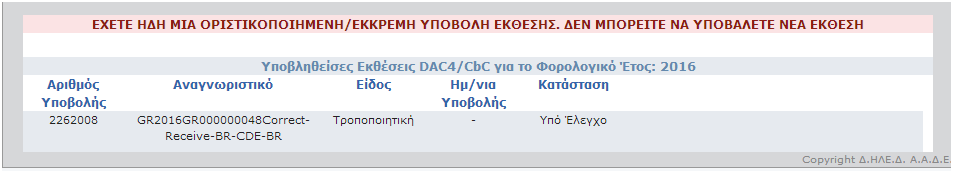 ΕΧΕΤΕ ΗΔΗ ΜΙΑ ΟΡΙΣΤΙΚΟΠΟΙΗΜΕΝΗ/ΕΚΚΡΕΜΗ ΥΠΟΒΟΛΗ ΕΚΘΕΣΗΣ. ΔΕΝ ΜΠΟΡΕΙΤΕ ΝΑ ΥΠΟΒΑΛΕΤΕ ΝΕΑ ΕΚΘΕΣΗ
Υποβληθείσες Εκθέσεις DAC4/CbC για το Φορολογικό Έτος: 2016
Αριθμός Υποβολής Αναγνωριστικό Είδος Ημ/νια Υποβολής Κατάσταση
2262008 GR2016GR000000048Correct- Τροποποιητική - Υπό Έλεγχο
Receive-BR-CDE-BR
Copyright Δ.ΗΛΕ.Δ. Α.Α.Δ.Ε